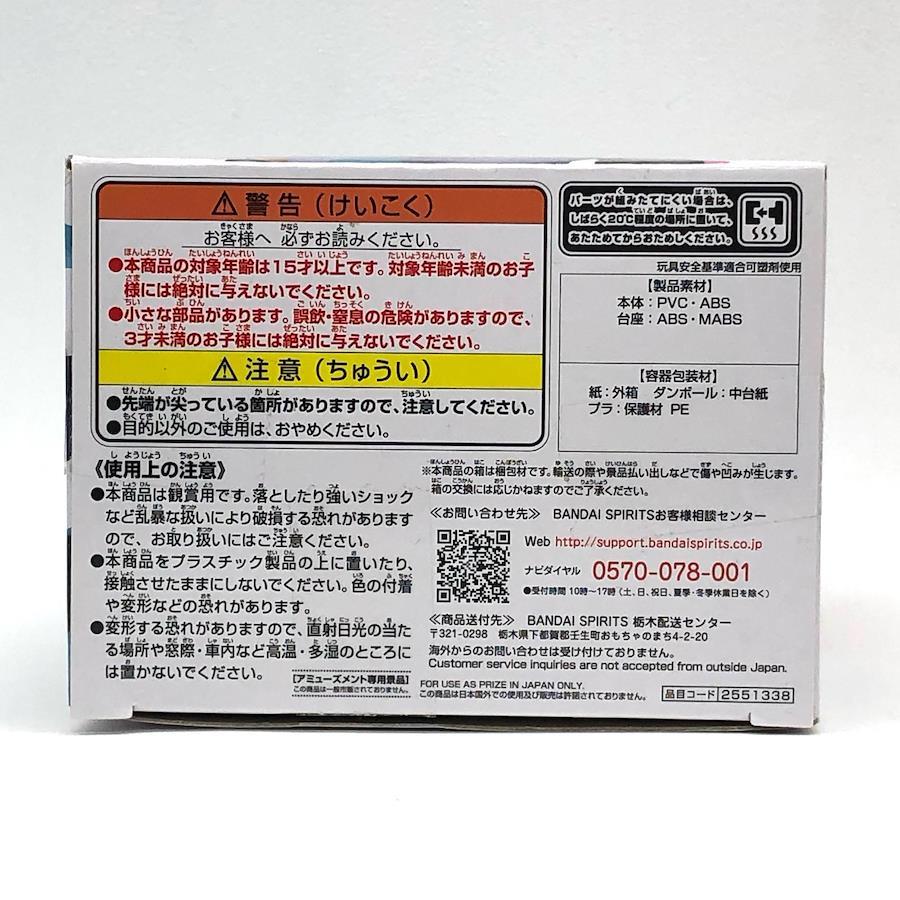 ⚠警告（けいこく）
お客様へ 必ずお読みください。
●本商品の対象年齢は15才以上です。対象年齢未満のお子
様には絶対に与えないでください。
●小さな部品があります。誤飲・窒息の危険がありますので、
3才未満のお子様には絶対に与えないでください。
⚠注意（ちゅうい）
●先端が尖っている箇所がありますので、注意してください。
●目的以外のご使用は、おやめください。
《使用上の注意》
●本商品は観賞用です。落としたり強いショック
など乱暴な扱いにより破損する恐れがあります
ので、お取り扱いにはご注意ください。
●本商品をプラスチック製品の上に置いたり、
接触させたままにしないでください。色の付着
や変形などの恐れがあります。
●変形する恐れがありますので、直射日光の当た
る場所や窓際・車内など高温・多湿のところに
は置かないでください。
［アミューズメント専用景品］
この商品は一般市販されておりません。
パーツが組みたてにくい場合は、
しばらく20℃程度の場所に置いて、
あたためてからおためしください。
玩具安全基準適合可塑剤使用
【製品素材】
本体：PVC・ABS
台座：ABS・MABS
【容器包装材】
紙：外箱 ダンボール：中台紙
プラ：保護材 PE
※本商品の箱は梱包材です。輸送の際や景品払い出しなどで傷や凹みが生じます。
箱の交換には応じかねますのでご了承ください。
≪お問い合わせ先≫ BANDAI SPIRITSお客様相談センター
Web http://support.bandaispirits.co.jp
ナビダイヤル 0570-078-001
●受付時間 10時～17時（土、日、祝日、夏季・冬季休業日を除く）
≪商品送付先≫ BANDAI SPIRITS 栃木配送センター
〒321-0298 栃木県下都賀郡壬生町おもちゃのまち4-2-20
海外からのお問い合わせは受け付けておりません。
Customer service inquiries are not accepted from outside Japan.
FOR USE AS PRIZE IN JAPAN ONLY.
この商品は日本国外での使用及び販売は許諾されておりません。
品目コード 2551338